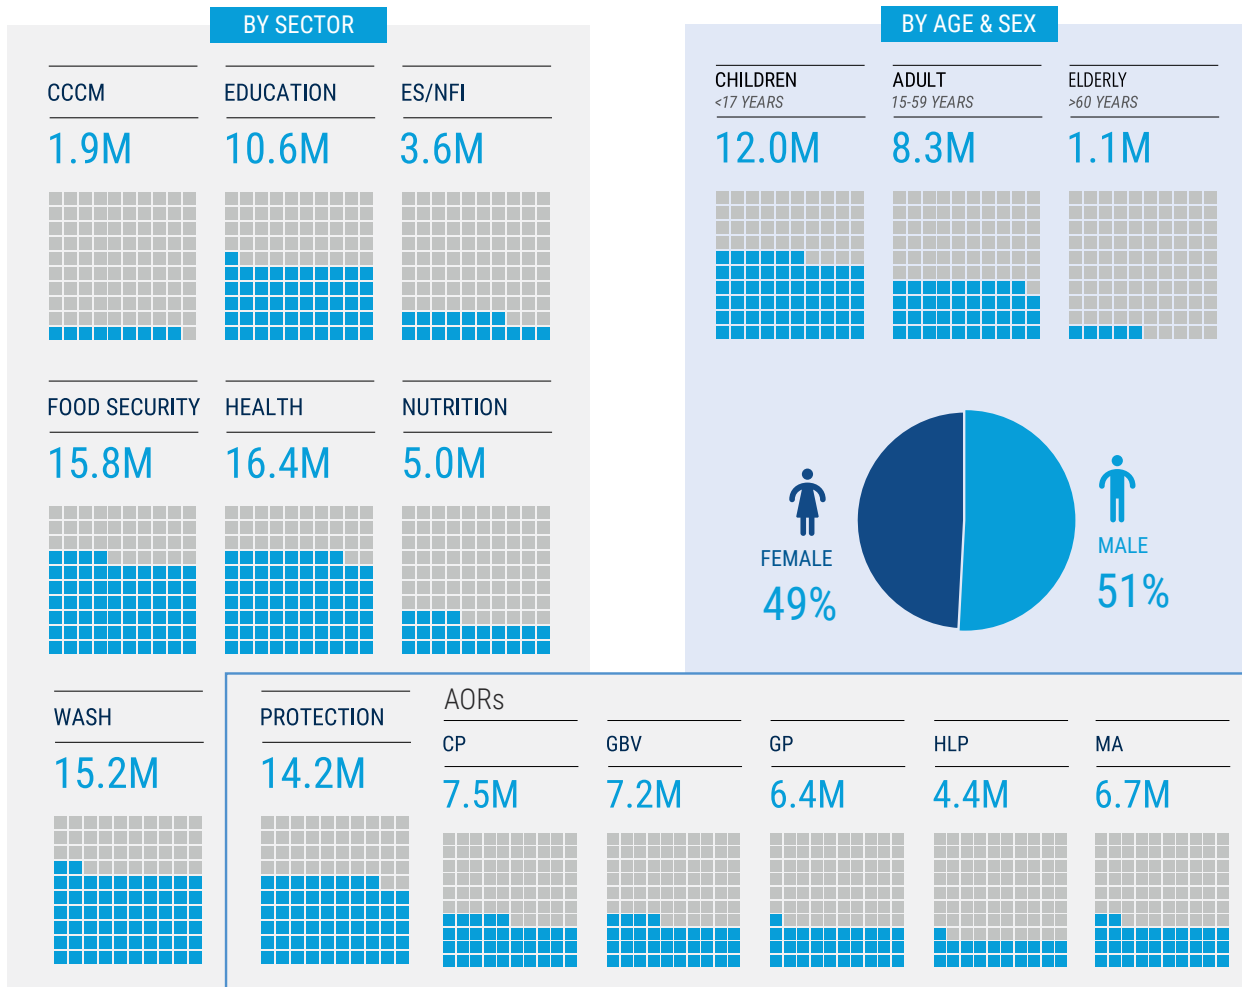 BY SECTOR
CCCM
1.9M
EDUCATION
10.6M
ES/NFI
3.6M
FOOD SECURITY
15.8M
HEALTH
16.4M
NUTRITION
5.0M
WASH
15.2M
BY AGE & SEX
CHILDREN
<17 YEARS
12.0M
ADULT
15-59 YEARS
8.3M
ELDERLY
>60 YEARS
1.1M
FEMALE
49%
MALE
51%
PROTECTION
14.2M
AORs
CP
7.5M
GBV
7.2M
GP
6.4M
HLP
4.4M
MA
6.7M